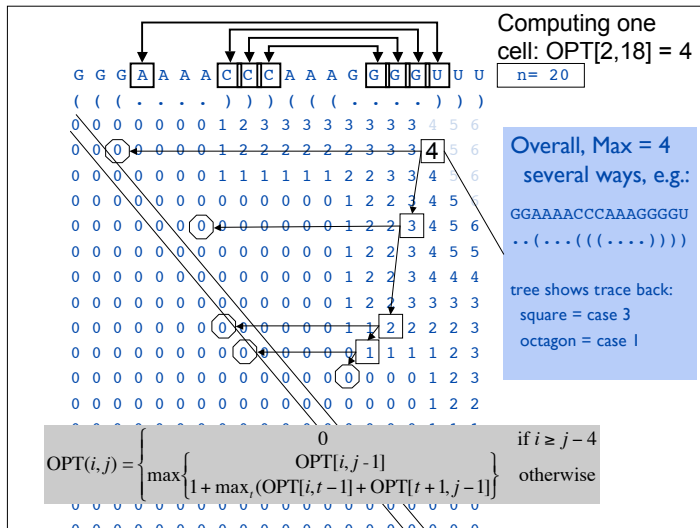 Computing one
cell: OPT[2,18] = 4
n= 20
G G G A A A A C C C A A A G G G G U U U
( ( ( . . . . ) ) ) ( ( ( . . . . ) ) )
0 0 0 0 0 0 0 1 2 3 3 3 3 3 3 3 3 4 5 6
0 0 0 0 0 0 0 1 2 2 2 2 2 2 3 3 3 4 5 6
0 0 0 0 0 0 0 1 1 1 1 1 1 2 2 3 3 4 5 6
0 0 0 0 0 0 0 0 0 0 0 0 0 1 2 2 3 4 5 6
0 0 0 0 0 0 0 0 0 0 0 0 0 1 2 2 3 4 5 6
0 0 0 0 0 0 0 0 0 0 0 0 0 1 2 2 3 4 5 5
0 0 0 0 0 0 0 0 0 0 0 0 0 1 2 2 3 4 4 4
0 0 0 0 0 0 0 0 0 0 0 0 0 1 2 2 3 3 3 3
0 0 0 0 0 0 0 0 0 0 0 0 0 1 1 2 2 2 2 3
0 0 0 0 0 0 0 0 0 0 0 0 0 0 1 1 1 1 2 3
0 0 0 0 0 0 0 0 0 0 0 0 0 0 0 0 0 1 2 3
0 0 0 0 0 0 0 0 0 0 0 0 0 0 0 0 0 1 2 2
Overall, Max = 4
several ways, e.g.:
GGAAAACCCAAAGGGGU
..(...(((....))))
tree shows trace back:
square = case 3
octagon = case 1
OPT(i, j) = { 0 if i ≥ j − 4
max { OPT[i, j -1]
1 + max_t (OPT[i, t −1] + OPT[t +1, j −1]) } otherwise